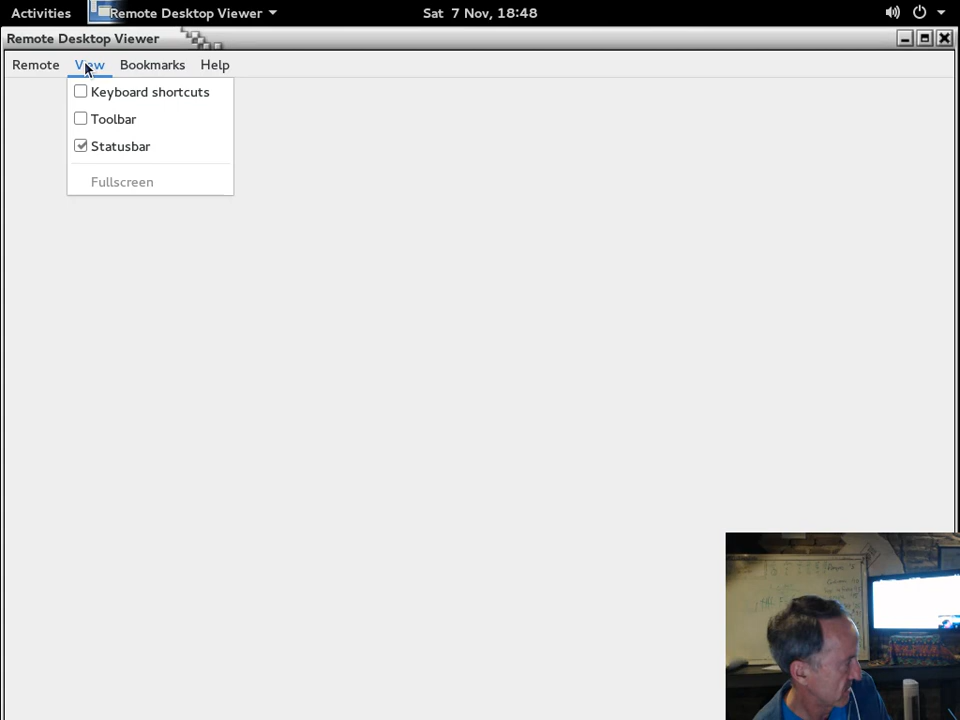 Activities Remote Desktop Viewer Sat 7 Nov, 18:48
Remote Desktop Viewer
Remote View Bookmarks Help
Keyboard shortcuts
Toolbar
Statusbar
Fullscreen